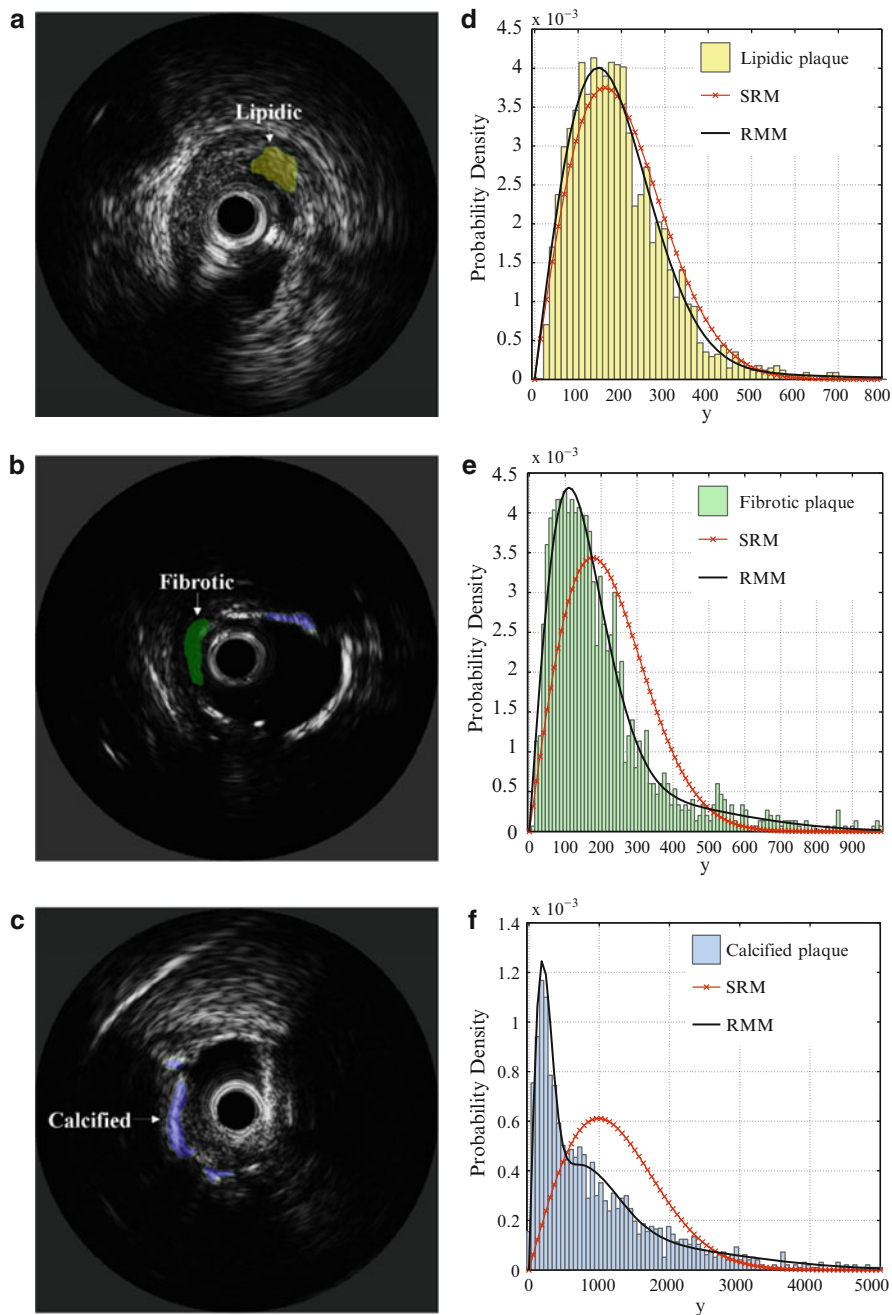 a
Lipidic
d
x 10⁻³
4.5
4
3.5
3
2.5
2
1.5
1
0.5
0
Probability Density
Lipidic plaque
SRM
RMM
0 100 200 300 400 500 600 700 800
y
b
Fibrotic
e
x 10⁻³
4.5
4
3.5
3
2.5
2
1.5
1
0.5
0
Probability Density
Fibrotic plaque
SRM
RMM
0 100 200 300 400 500 600 700 800 900
y
c
Calcified
f
x 10⁻³
1.4
1.2
1
0.8
0.6
0.4
0.2
0
Probability Density
Calcified plaque
SRM
RMM
0 1000 2000 3000 4000 5000
y